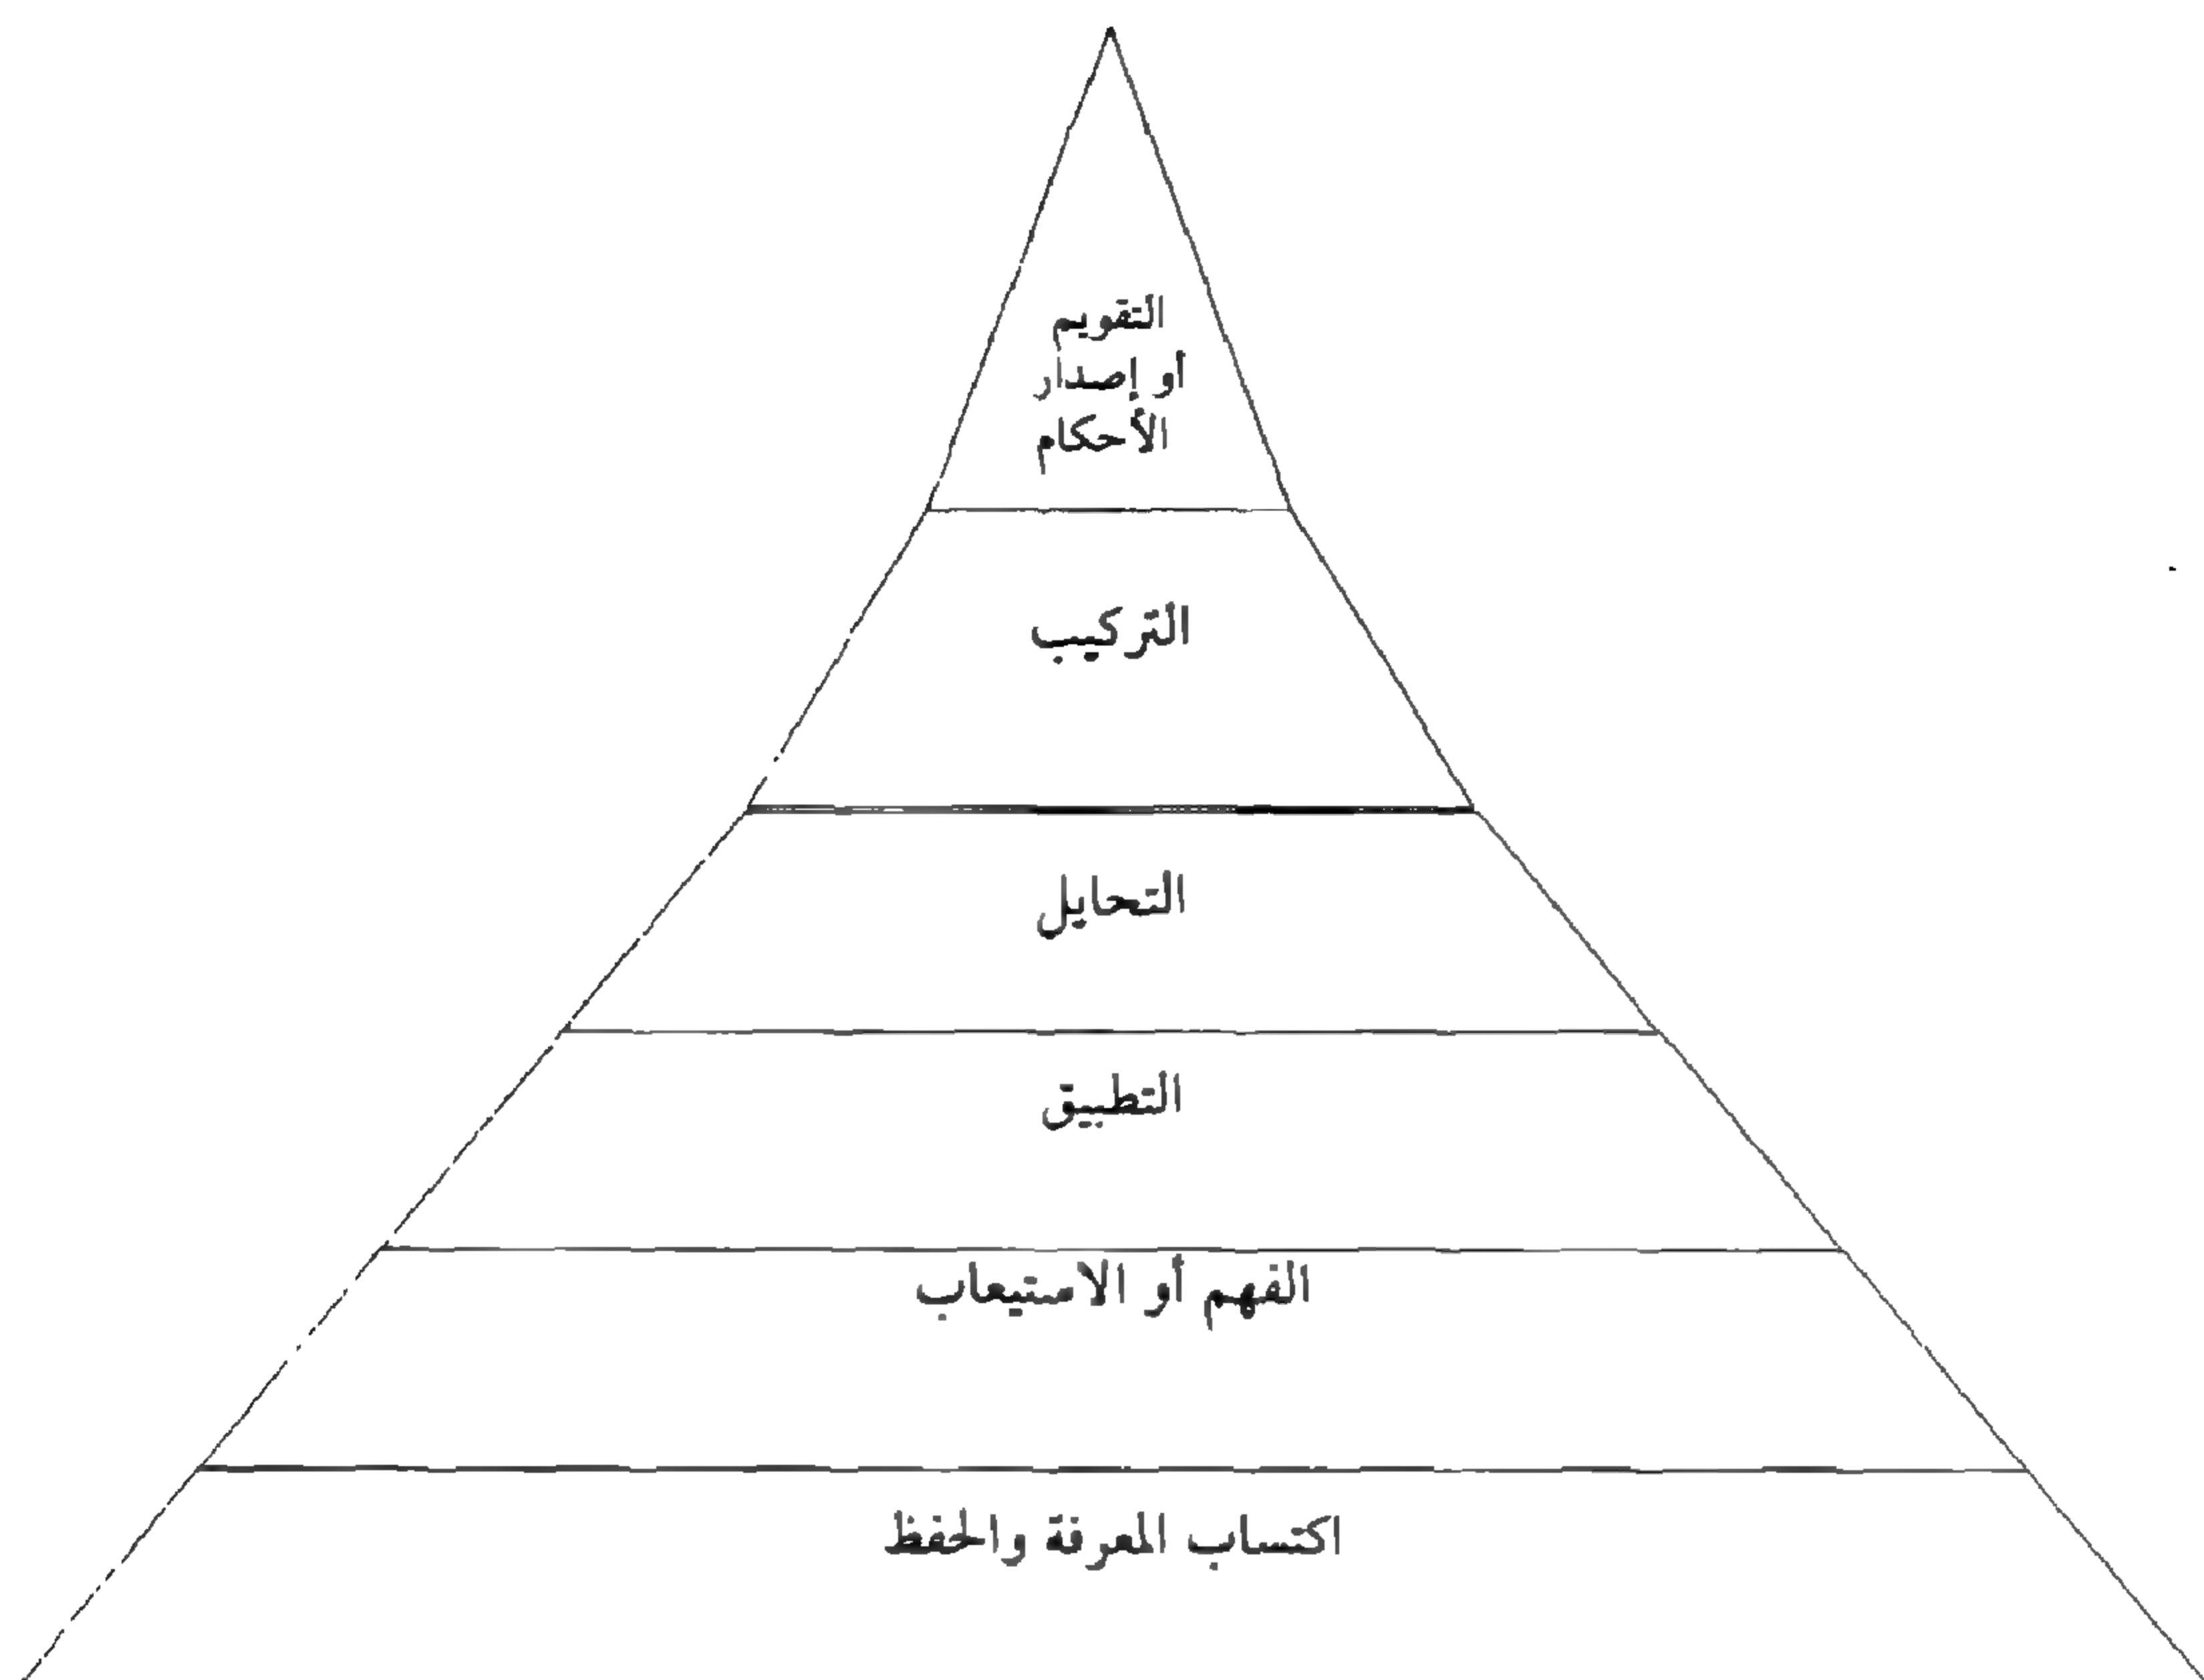 التقويم
أو إصدار
الأحكام
التركيب
التحليل
التطبيق
الفهم أو الاستيعاب
اكتساب المعرفة والحفظ